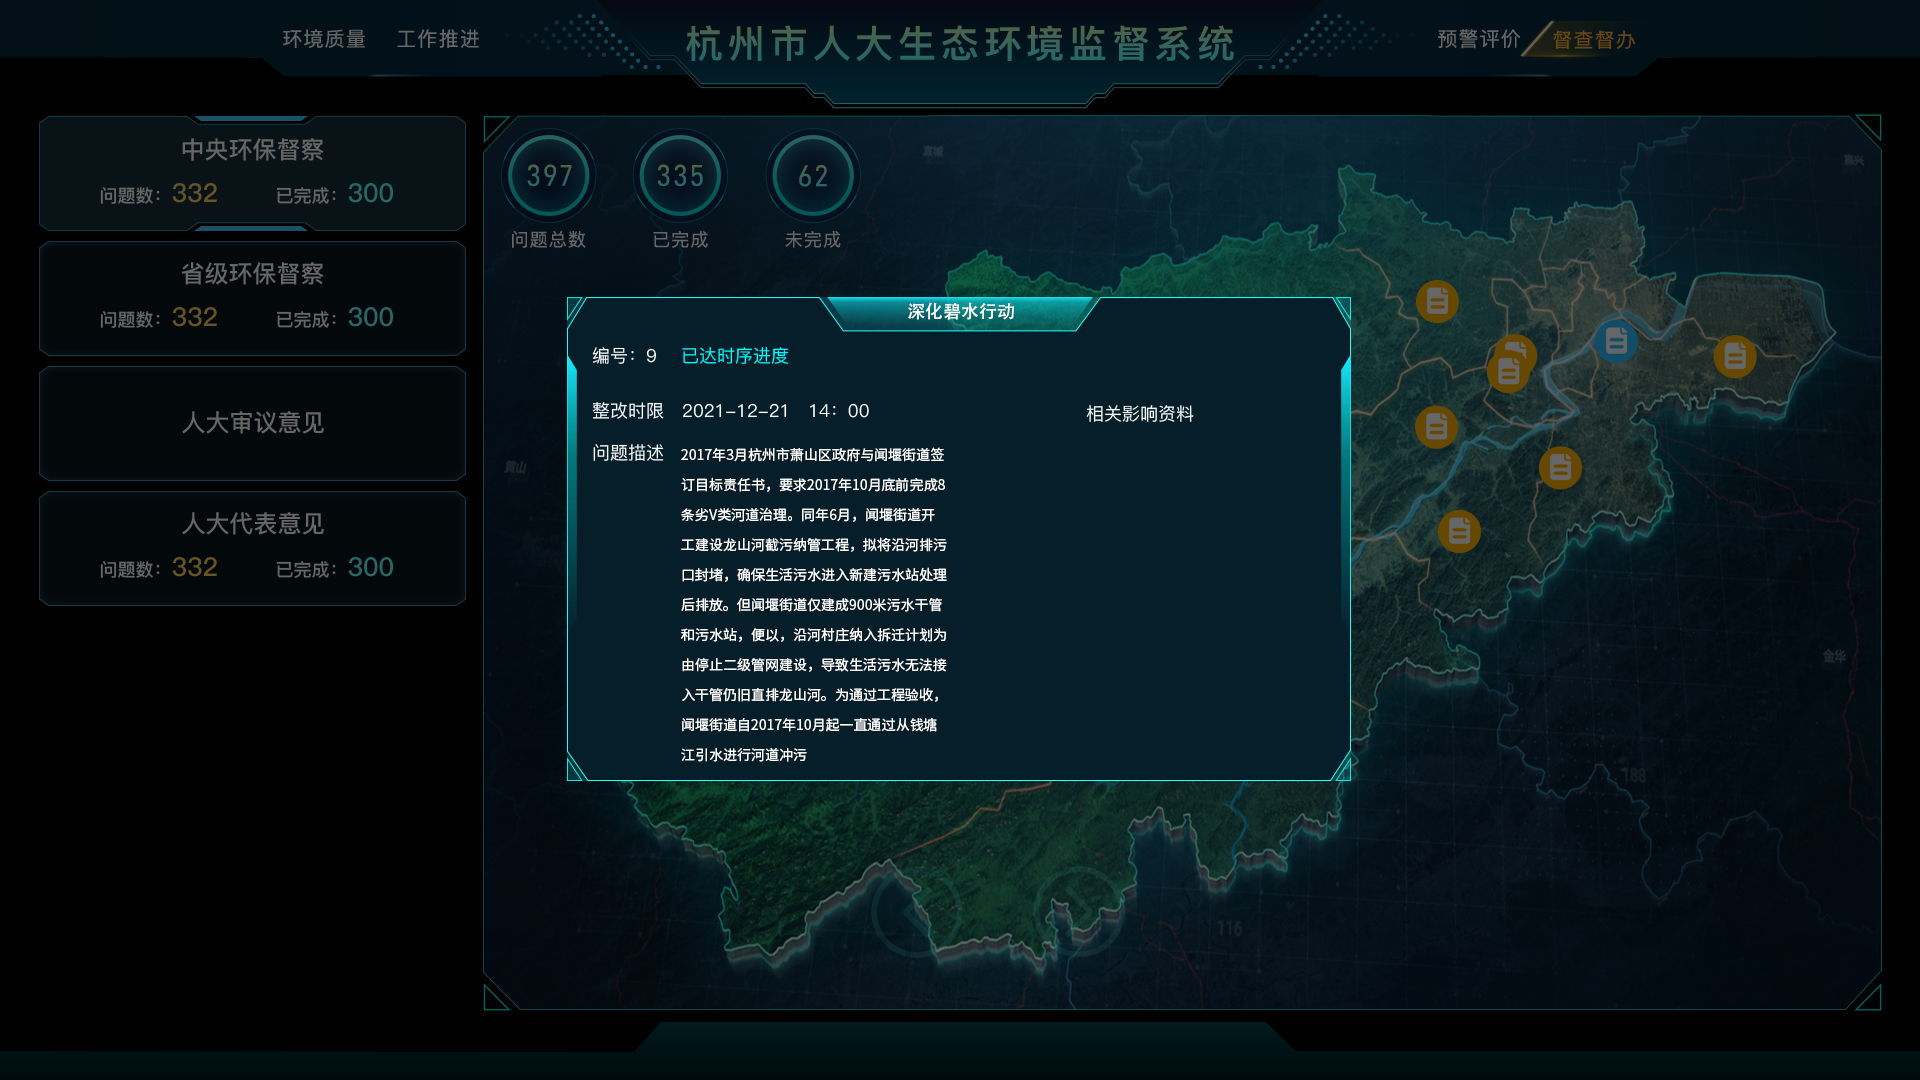 环境质量
工作推进
杭州市人大生态环境监督系统
预警评价
督查督办
中央环保督察
问题数：332
已完成：300
省级环保督察
问题数：332
已完成：300
人大审议意见
人大代表意见
问题数：332
已完成：300
397
335
62
问题总数
已完成
未完成
宣城
嘉兴
黄山
金华
188
116
深化碧水行动
编号：9
已达时序进度
整改时限
2021-12-21 14：00
相关影响资料
问题描述
2017年3月杭州市萧山区政府与闻堰街道签
订目标责任书，要求2017年10月底前完成8
条劣V类河道治理。同年6月，闻堰街道开
工建设龙山河截污纳管工程，拟将沿河排污
口封堵，确保生活污水进入新建污水站处理
后排放。但闻堰街道仅建成900米污水干管
和污水站，便以，沿河村庄纳入拆迁计划为
由停止二级管网建设，导致生活污水无法接
入干管仍旧直排龙山河。为通过工程验收，
闻堰街道自2017年10月起一直通过从钱塘
江引水进行河道冲污